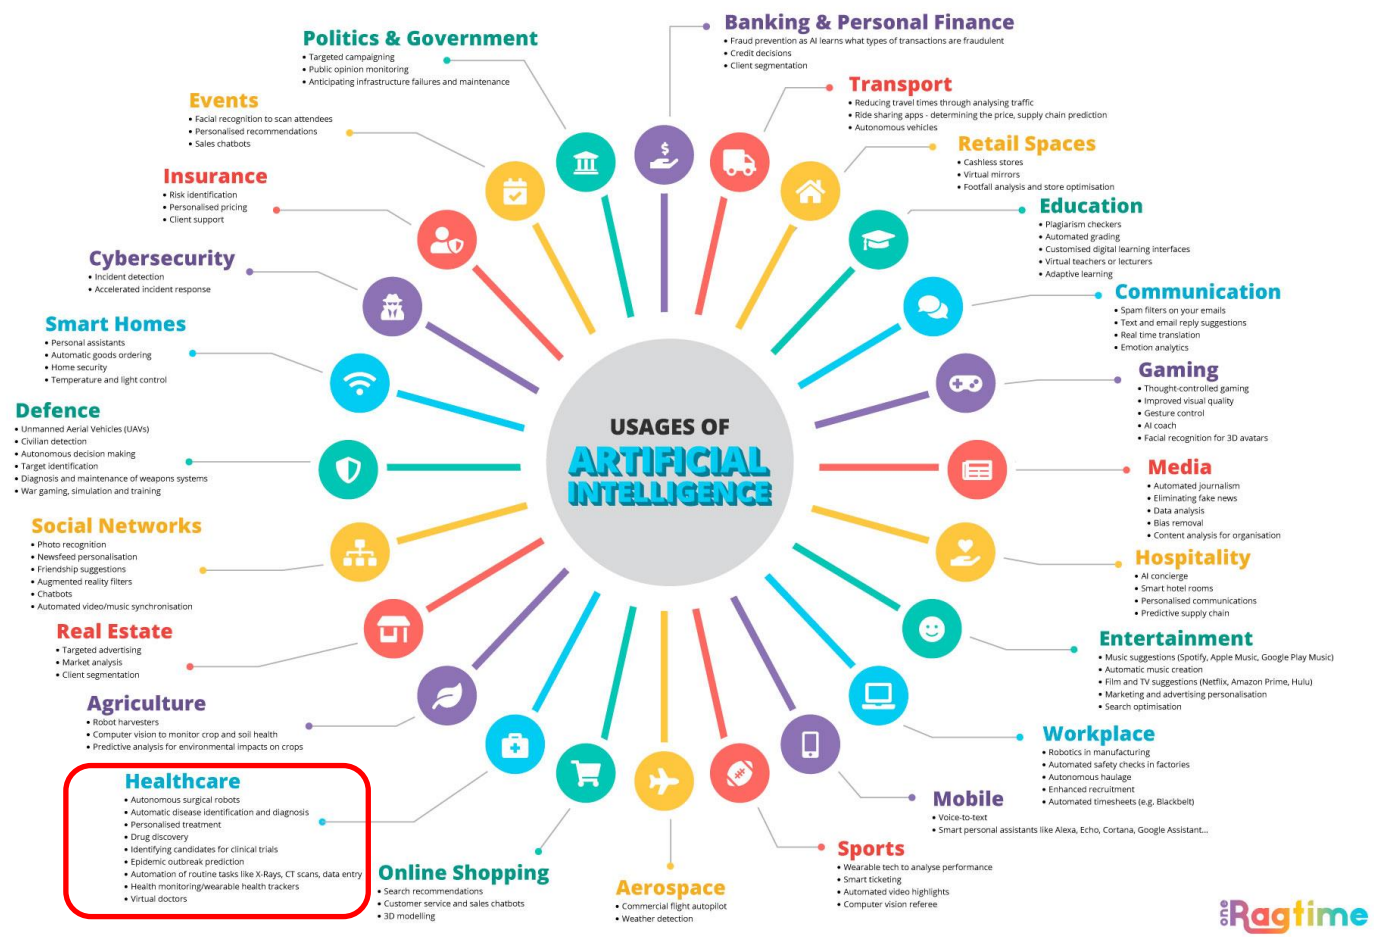 Banking & Personal Finance
• Fraud prevention as AI learns what types of transactions are fraudulent
• Credit decisions
• Client segmentation
Transport
• Reducing travel times through analysing traffic
• Ride sharing apps - determining the price, supply chain prediction
• Autonomous vehicles
Retail Spaces
• Cashless stores
• Virtual mirrors
• Footfall analysis and store optimisation
Education
• Plagiarism checkers
• Automated grading
• Customised digital learning interfaces
• Virtual teachers or lecturers
• Adaptive learning
Communication
• Spam filters on your emails
• Text and email reply suggestions
• Real time translation
• Emotion analytics
Gaming
• Thought-controlled gaming
• Improved visual quality
• Gesture control
• AI coach
• Facial recognition for 3D avatars
Media
• Automated journalism
• Eliminating fake news
• Data analysis
• Bias removal
• Content analysis for organisation
Hospitality
• AI concierge
• Smart hotel rooms
• Personalised communications
• Predictive supply chain
Entertainment
• Music suggestions (Spotify, Apple Music, Google Play Music)
• Automatic music creation
• Film and TV suggestions (Netflix, Amazon Prime, Hulu)
• Marketing and advertising personalisation
• Search optimisation
Workplace
• Robotics in manufacturing
• Automated safety checks in factories
• Autonomous haulage
• Enhanced recruitment
• Automated timesheets (e.g. Blackbelt)
Mobile
• Voice-to-text
• Smart personal assistants like Alexa, Echo, Cortana, Google Assistant...
Sports
• Wearable tech to analyse performance
• Smart ticketing
• Automated video highlights
• Computer vision referee
Aerospace
• Commercial flight autopilot
• Weather detection
Online Shopping
• Search recommendations
• Customer service and sales chatbots
• 3D modelling
Healthcare
• Autonomous surgical robots
• Automatic disease identification and diagnosis
• Personalised treatment
• Drug discovery
• Identifying candidates for clinical trials
• Epidemic outbreak prediction
• Automation of routine tasks like X-Rays, CT scans, data entry
• Health monitoring/wearable health trackers
• Virtual doctors
Agriculture
• Robot harvesters
• Computer vision to monitor crop and soil health
• Predictive analysis for environmental impacts on crops
Real Estate
• Targeted advertising
• Market analysis
• Client segmentation
Social Networks
• Photo recognition
• Newsfeed personalisation
• Friendship suggestions
• Augmented reality filters
• Chatbots
• Automated video/music synchronisation
Defence
• Unmanned Aerial Vehicles (UAVs)
• Civilian detection
• Autonomous decision making
• Target identification
• Diagnosis and maintenance of weapons systems
• War gaming, simulation and training
Smart Homes
• Personal assistants
• Automatic goods ordering
• Home security
• Temperature and light control
Cybersecurity
• Incident detection
• Accelerated incident response
Insurance
• Risk identification
• Personalised pricing
• Client support
Events
• Facial recognition to scan attendees
• Personalised recommendations
• Sales chatbots
Politics & Government
• Targeted campaigning
• Public opinion monitoring
• Anticipating infrastructure failures and maintenance
$
USAGES OF
ARTIFICIAL
INTELLIGENCE
one Ragtime